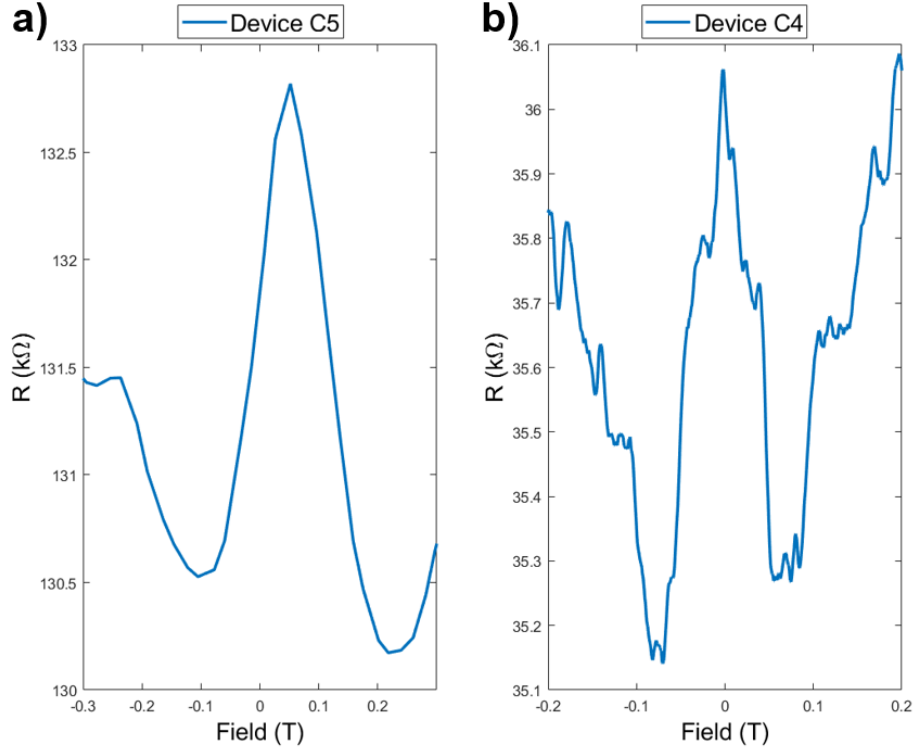 a)
Device C5
133
132.5
132
131.5
131
130.5
130
R (kΩ)
-0.3 -0.2 -0.1 0 0.1 0.2
Field (T)
b)
Device C4
36.1
36
35.9
35.8
35.7
35.6
35.5
35.4
35.3
35.2
35.1
R (kΩ)
-0.2 -0.1 0 0.1 0.2
Field (T)